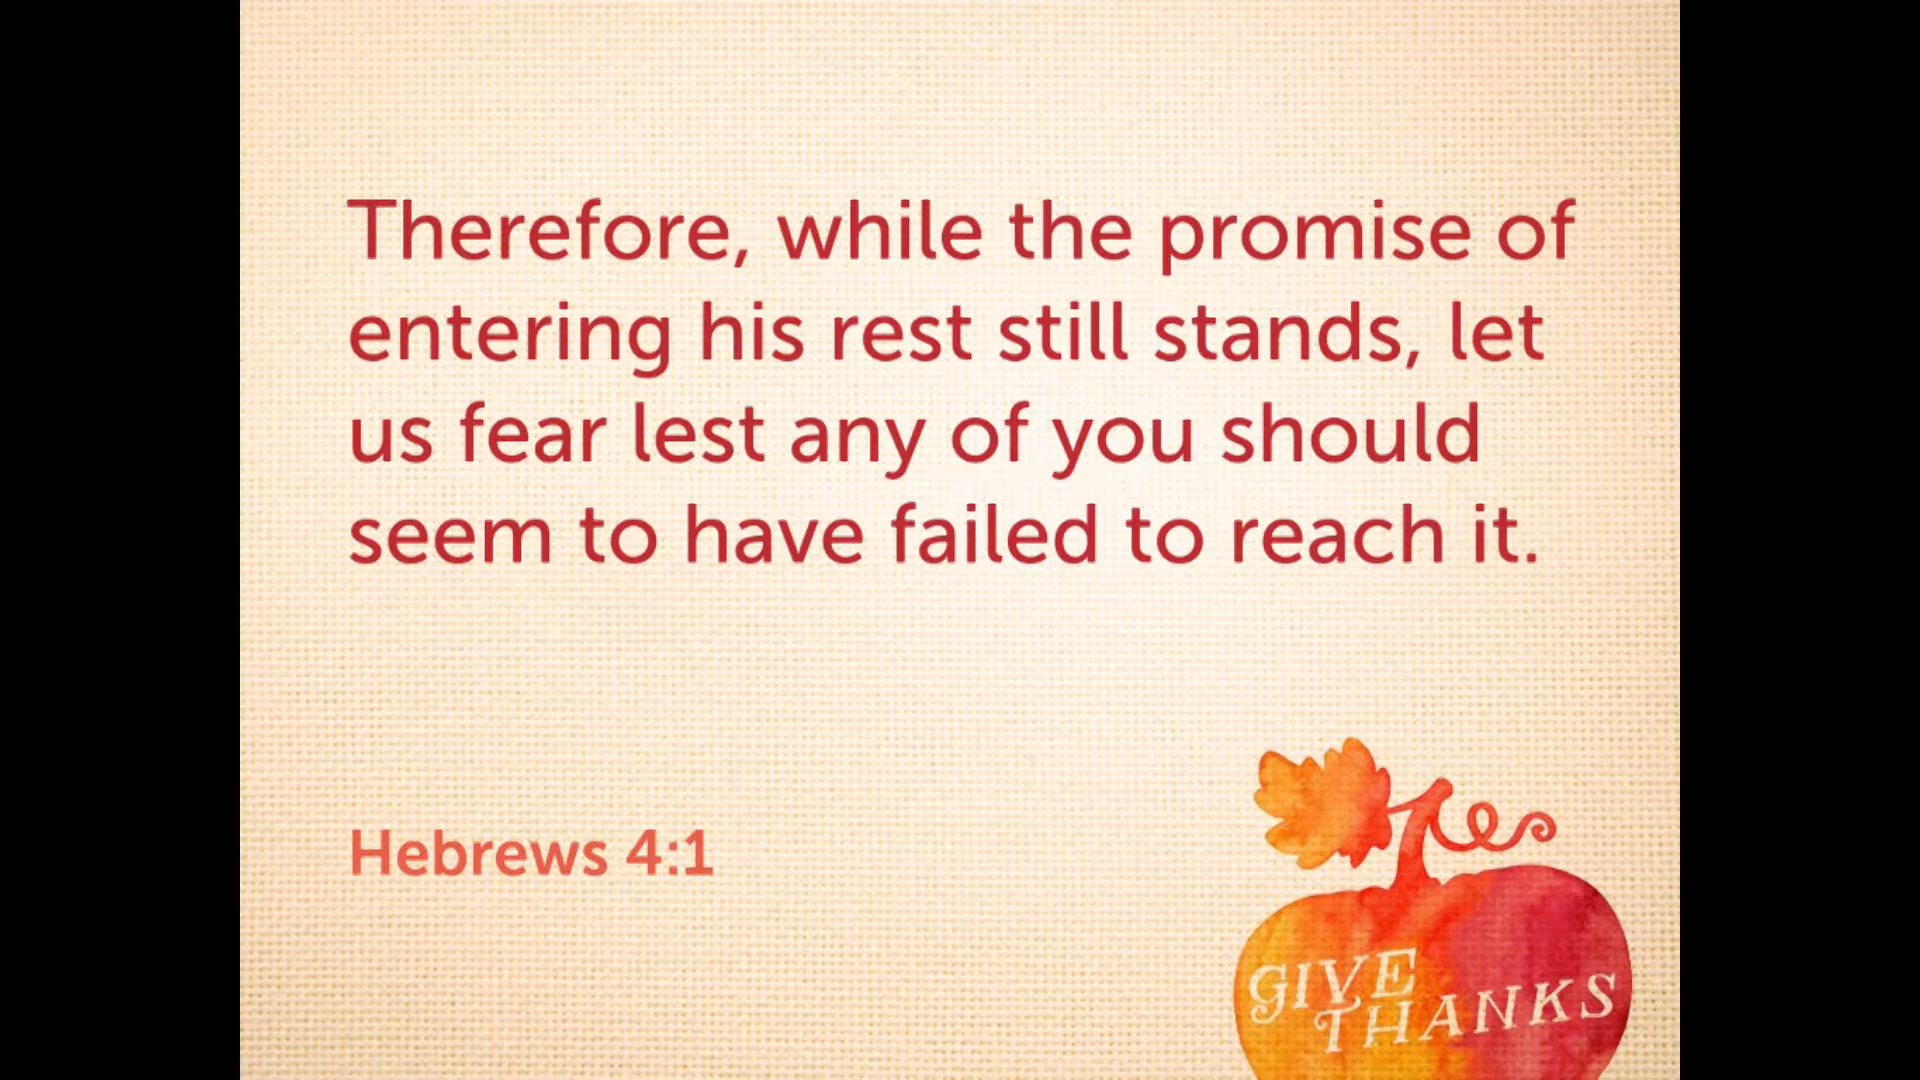 Therefore, while the promise of
entering his rest still stands, let
us fear lest any of you should
seem to have failed to reach it.
Hebrews 4:1
GIVE
THANKS